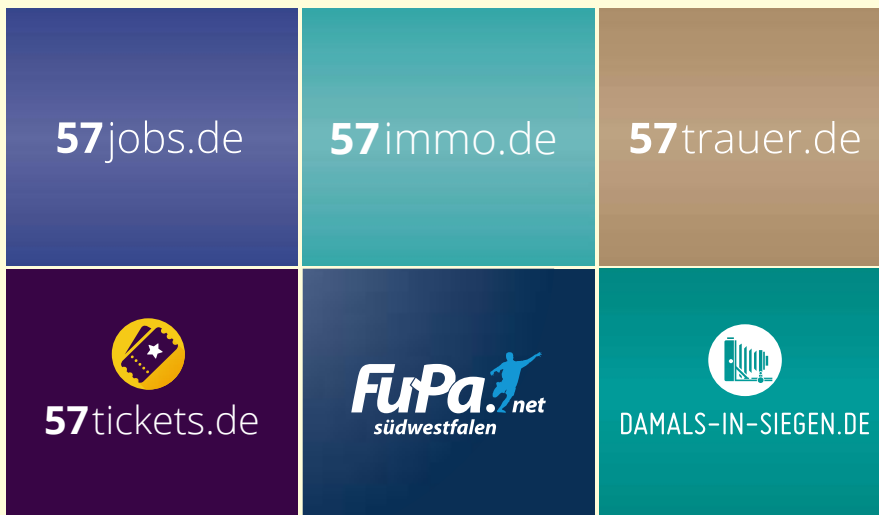 57jobs.de
57immo.de
57trauer.de
57tickets.de
FuPa.net
südwestfalen
DAMALS-IN-SIEGEN.DE